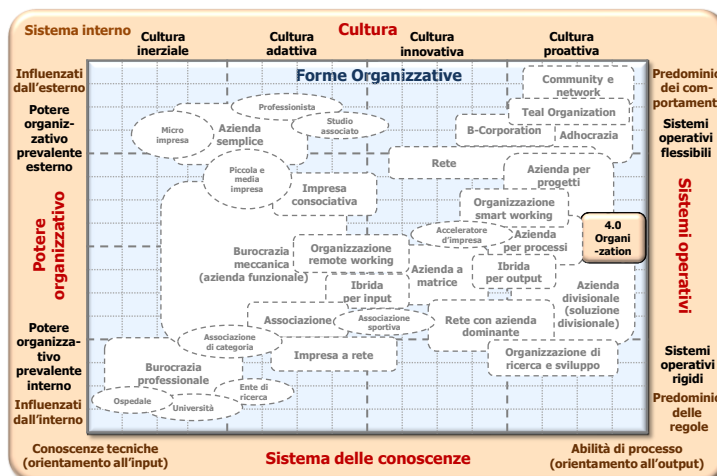 Sistema interno
Cultura
Cultura
inerziale
Cultura
adattiva
Cultura
innovativa
Cultura
proattiva
Influenzati
dall'esterno
Potere
organiz-
zativo
prevalente
esterno
Potere
organizzativo
Potere
organizza-
tivo
prevalente
interno
Influenzati
dall'interno
Forme Organizzative
Community e
network
Teal Organization
B-Corporation
Adhocrazia
Professionista
Studio
associato
Micro
impresa
Azienda
semplice
Rete
Azienda per
progetti
Piccola e
media
impresa
Impresa
consociativa
Organizzazione
smart working
Acceleratore
d'impresa
Azienda
per processi
4.0
Organi
-zation
Burocrazia
meccanica
(azienda funzionale)
Organizzazione
remote working
Azienda a
matrice
Ibrida
per output
Ibrida
per input
Azienda
divisionale
(soluzione
divisionale)
Associazione
Associazione
sportiva
Rete con azienda
dominante
Associazione
di categoria
Impresa a rete
Organizzazione di
ricerca e sviluppo
Burocrazia
professionale
Ente di
ricerca
Ospedale
Università
Predominio
dei com-
portamenti
Sistemi
operativi
flessibili
Sistemi operativi
Sistemi
operativi
rigidi
Predominio
delle
regole
Conoscenze tecniche
(orientamento all'input)
Sistema delle conoscenze
Abilità di processo
(orientamento all'output)